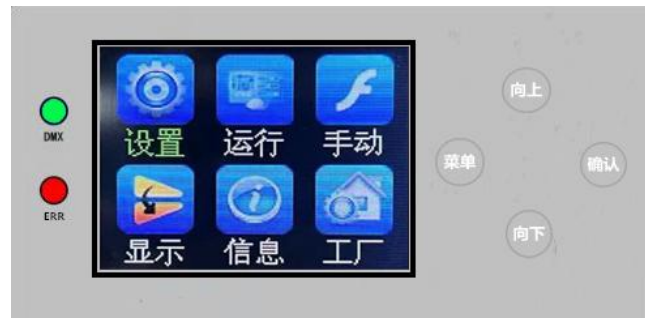 DMX
ERR
设置 运行 手动
显示 信息 工厂
向上
菜单 确认
向下